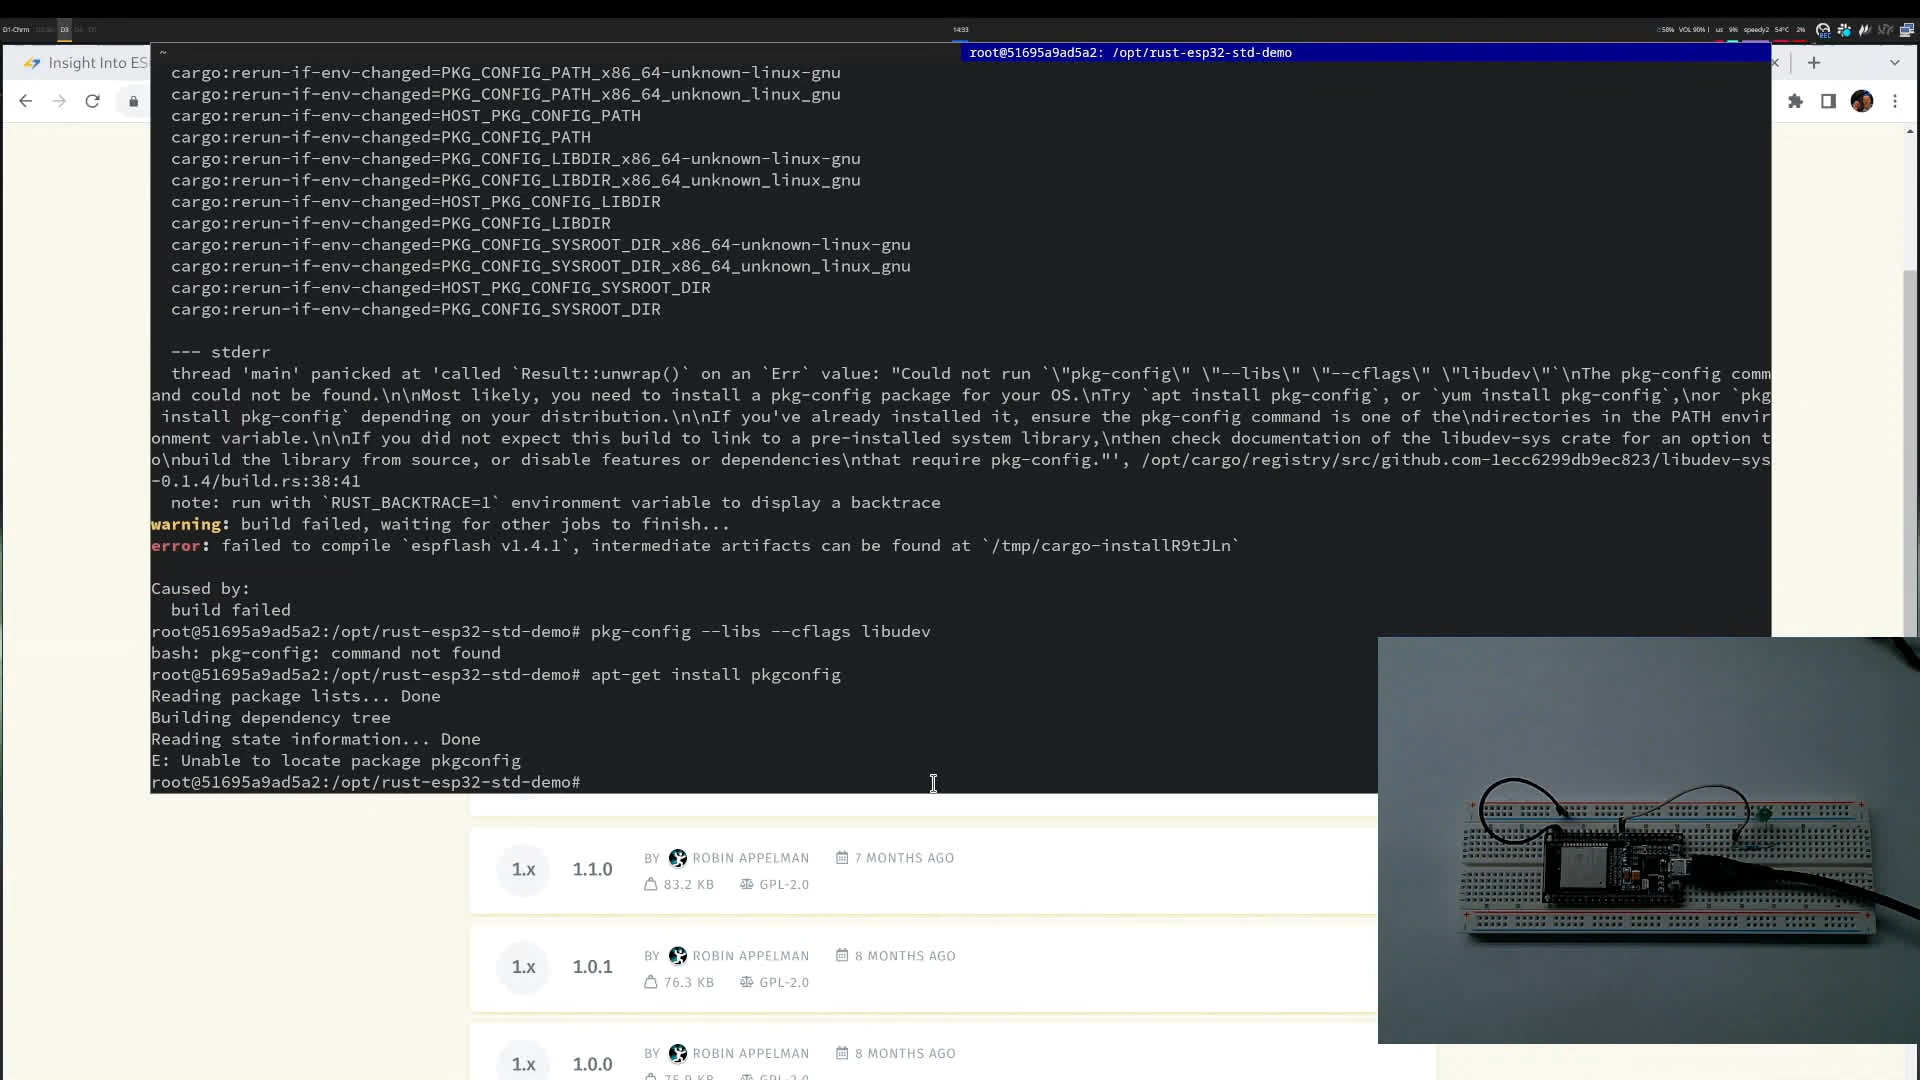 D1-Chrm
D3
14:33
58%
VOL 90%
us
9%
speedy2
54°C
2%
Insight Into ES
~
root@51695a9ad5a2: /opt/rust-esp32-std-demo
cargo:rerun-if-env-changed=PKG_CONFIG_PATH_x86_64-unknown-linux-gnu
cargo:rerun-if-env-changed=PKG_CONFIG_PATH_x86_64_unknown_linux_gnu
cargo:rerun-if-env-changed=HOST_PKG_CONFIG_PATH
cargo:rerun-if-env-changed=PKG_CONFIG_PATH
cargo:rerun-if-env-changed=PKG_CONFIG_LIBDIR_x86_64-unknown-linux-gnu
cargo:rerun-if-env-changed=PKG_CONFIG_LIBDIR_x86_64_unknown_linux_gnu
cargo:rerun-if-env-changed=HOST_PKG_CONFIG_LIBDIR
cargo:rerun-if-env-changed=PKG_CONFIG_LIBDIR
cargo:rerun-if-env-changed=PKG_CONFIG_SYSROOT_DIR_x86_64-unknown-linux-gnu
cargo:rerun-if-env-changed=PKG_CONFIG_SYSROOT_DIR_x86_64_unknown_linux_gnu
cargo:rerun-if-env-changed=HOST_PKG_CONFIG_SYSROOT_DIR
cargo:rerun-if-env-changed=PKG_CONFIG_SYSROOT_DIR
--- stderr
thread 'main' panicked at 'called `Result::unwrap()` on an `Err` value: "Could not run `\"pkg-config\" \"--libs\" \"--cflags\" \"libudev\"`\nThe pkg-config comm
and could not be found.\n\nMost likely, you need to install a pkg-config package for your OS.\nTry `apt install pkg-config`, or `yum install pkg-config`,\nor `pkg
install pkg-config` depending on your distribution.\n\nIf you've already installed it, ensure the pkg-config command is one of the\ndirectories in the PATH envir
onment variable.\n\nIf you did not expect this build to link to a pre-installed system library,\nthen check documentation of the libudev-sys crate for an option t
o\nbuild the library from source, or disable features or dependencies\nthat require pkg-config."', /opt/cargo/registry/src/github.com-1ecc6299db9ec823/libudev-sys
-0.1.4/build.rs:38:41
note: run with `RUST_BACKTRACE=1` environment variable to display a backtrace
warning: build failed, waiting for other jobs to finish...
error: failed to compile `espflash v1.4.1`, intermediate artifacts can be found at `/tmp/cargo-installR9tJLn`
Caused by:
build failed
root@51695a9ad5a2:/opt/rust-esp32-std-demo# pkg-config --libs --cflags libudev
bash: pkg-config: command not found
root@51695a9ad5a2:/opt/rust-esp32-std-demo# apt-get install pkgconfig
Reading package lists... Done
Building dependency tree
Reading state information... Done
E: Unable to locate package pkgconfig
root@51695a9ad5a2:/opt/rust-esp32-std-demo#
1.x 1.1.0 BY ROBIN APPELMAN 7 MONTHS AGO
83.2 KB GPL-2.0
1.x 1.0.1 BY ROBIN APPELMAN 8 MONTHS AGO
76.3 KB GPL-2.0
1.x 1.0.0 BY ROBIN APPELMAN 8 MONTHS AGO
75.9 KB GPL-2.0